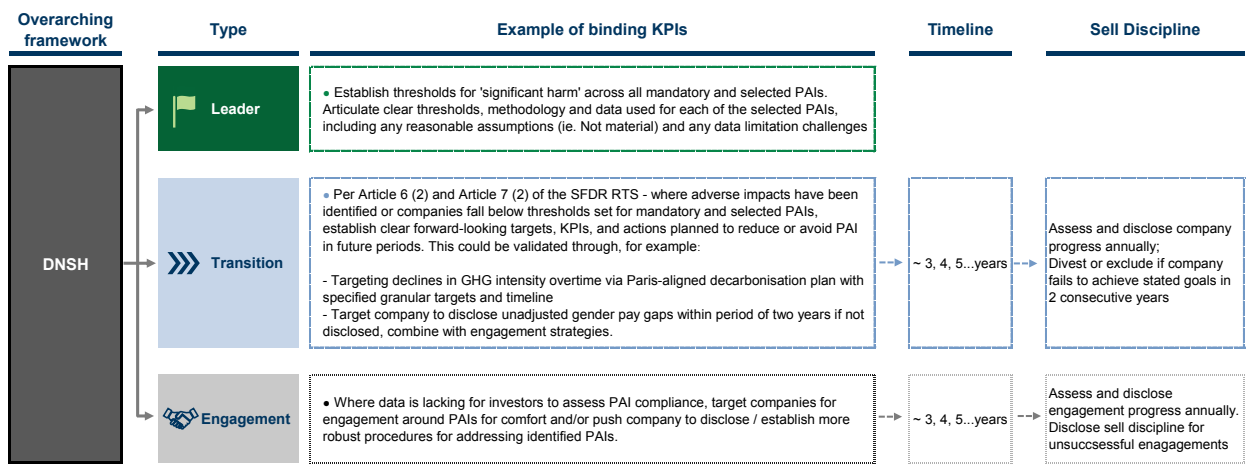 Overarching
framework
Type
Example of binding KPIs
Timeline
Sell Discipline
DNSH
Leader
● Establish thresholds for 'significant harm' across all mandatory and selected PAIs.
Articulate clear thresholds, methodology and data used for each of the selected PAIs,
including any reasonable assumptions (ie. Not material) and any data limitation challenges
Transition
● Per Article 6 (2) and Article 7 (2) of the SFDR RTS - where adverse impacts have been
identified or companies fall below thresholds set for mandatory and selected PAIs,
establish clear forward-looking targets, KPIs, and actions planned to reduce or avoid PAI
in future periods. This could be validated through, for example:
- Targeting declines in GHG intensity overtime via Paris-aligned decarbonisation plan with
specified granular targets and timeline
- Target company to disclose unadjusted gender pay gaps within period of two years if not
disclosed, combine with engagement strategies.
~ 3, 4, 5...years
Assess and disclose company
progress annually;
Divest or exclude if company
fails to achieve stated goals in
2 consecutive years
Engagement
● Where data is lacking for investors to assess PAI compliance, target companies for
engagement around PAIs for comfort and/or push company to disclose / establish more
robust procedures for addressing identified PAIs.
~ 3, 4, 5...years
Assess and disclose
engagement progress annually.
Disclose sell discipline for
unsuccsessful enagagements